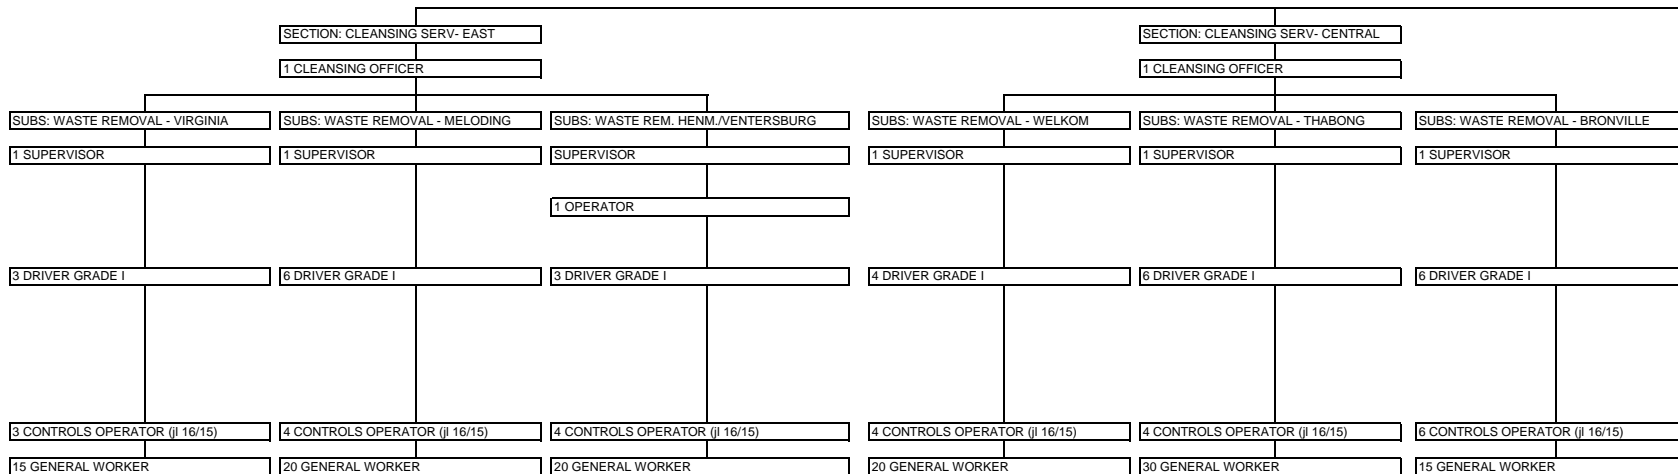 SECTION: CLEANSING SERV- EAST
SECTION: CLEANSING SERV- CENTRAL
1 CLEANSING OFFICER
1 CLEANSING OFFICER
SUBS: WASTE REMOVAL - VIRGINIA
SUBS: WASTE REMOVAL - MELODING
SUBS: WASTE REM. HENM./VENTERSBURG
SUBS: WASTE REMOVAL - WELKOM
SUBS: WASTE REMOVAL - THABONG
SUBS: WASTE REMOVAL - BRONVILLE
1 SUPERVISOR
1 SUPERVISOR
SUPERVISOR
1 SUPERVISOR
1 SUPERVISOR
1 SUPERVISOR
1 OPERATOR
3 DRIVER GRADE I
6 DRIVER GRADE I
3 DRIVER GRADE I
4 DRIVER GRADE I
6 DRIVER GRADE I
6 DRIVER GRADE I
3 CONTROLS OPERATOR (jl 16/15)
4 CONTROLS OPERATOR (jl 16/15)
4 CONTROLS OPERATOR (jl 16/15)
4 CONTROLS OPERATOR (jl 16/15)
4 CONTROLS OPERATOR (jl 16/15)
6 CONTROLS OPERATOR (jl 16/15)
15 GENERAL WORKER
20 GENERAL WORKER
20 GENERAL WORKER
20 GENERAL WORKER
30 GENERAL WORKER
15 GENERAL WORKER